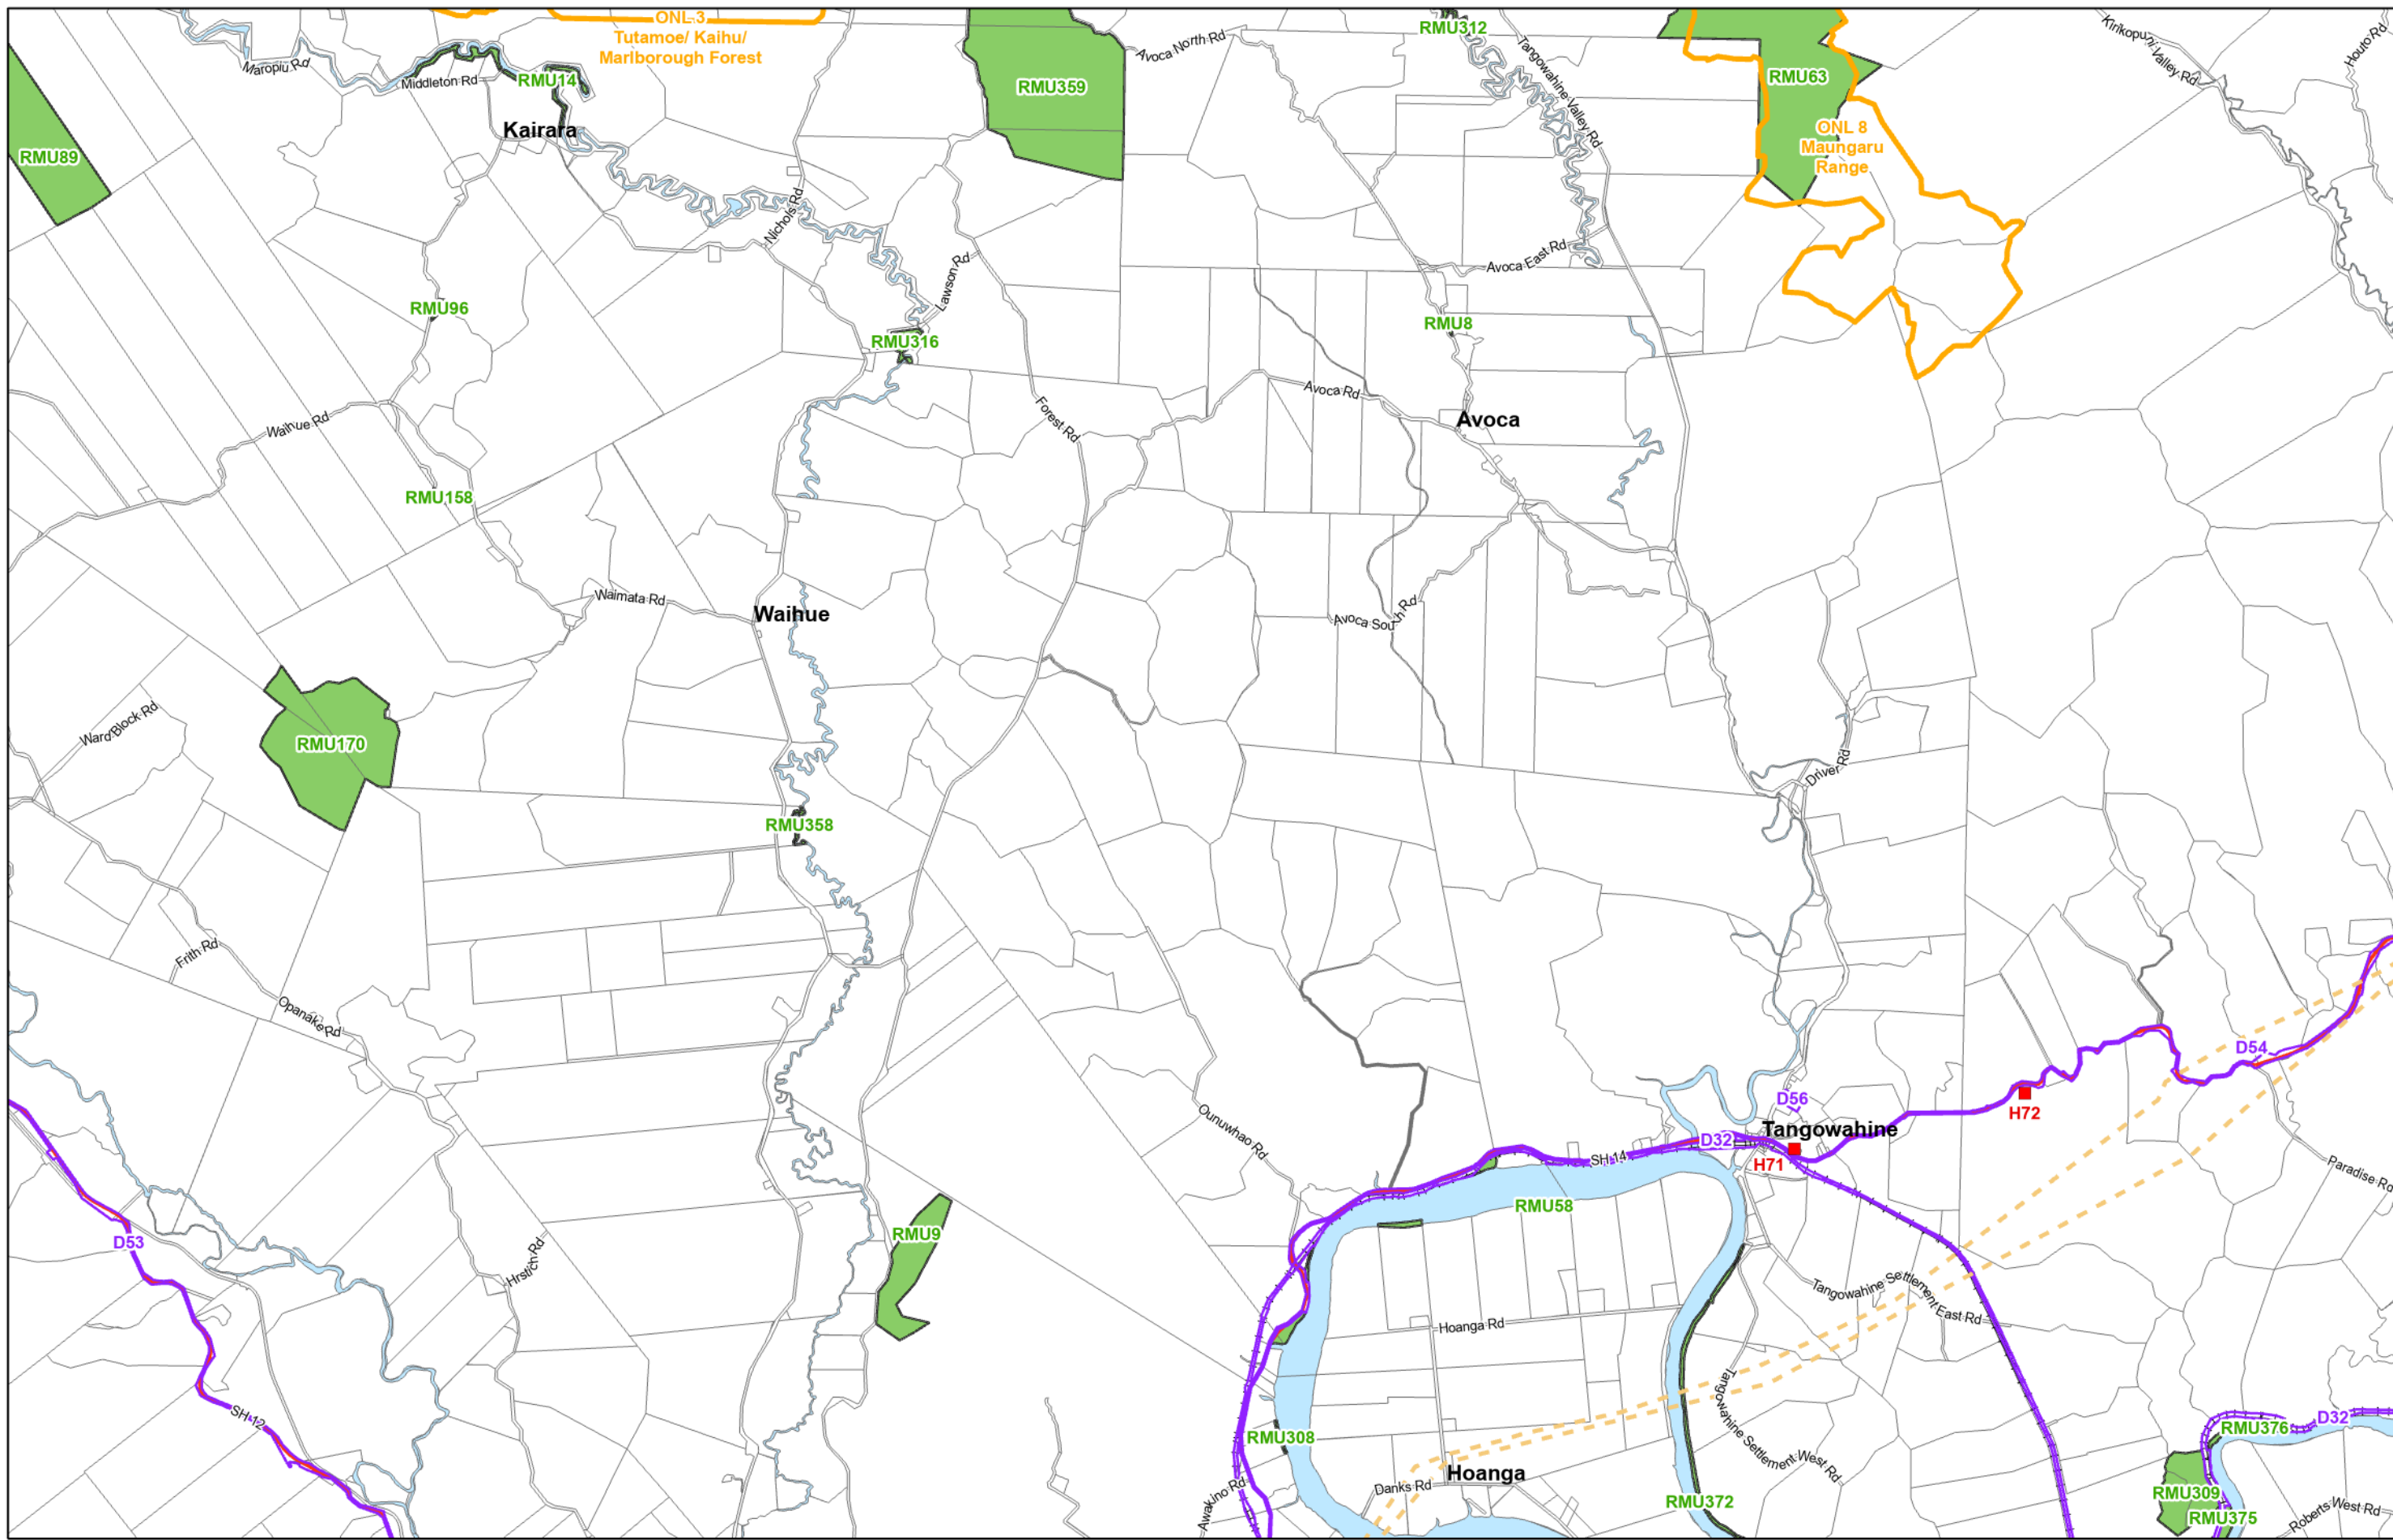 ONL 3
Tutamoe/ Kaihu/
Marlborough Forest
RMU312
Kirikopuni Valley Rd
Houto Rd
Avoca North Rd
Tangowahine Valley Rd
Maropiu Rd
Middleton Rd
RMU14
RMU359
RMU63
Kairara
ONL 8
Maungaru
Range
RMU89
Nichols Rd
Lawson Rd
Avoca East Rd
RMU96
RMU316
RMU8
Avoca Rd
Forest Rd
Avoca
Waihue Rd
RMU158
Waimata Rd
Waihue
Avoca South Rd
Ward Block Rd
RMU170
Driver Rd
RMU358
Frith Rd
Opanake Rd
D54
D56
H72
Ounuwhao Rd
Tangowahine
D32
SH 14
H71
Paradise Rd
RMU58
RMU9
D53
Hrstich Rd
Tangowahine Settlement East Rd
Hoanga Rd
SH 12
Tangowahine Settlement West Rd
RMU376
D32
RMU308
Hoanga
Danks Rd
Awakino Rd
RMU372
RMU309
RMU375
Roberts West Rd